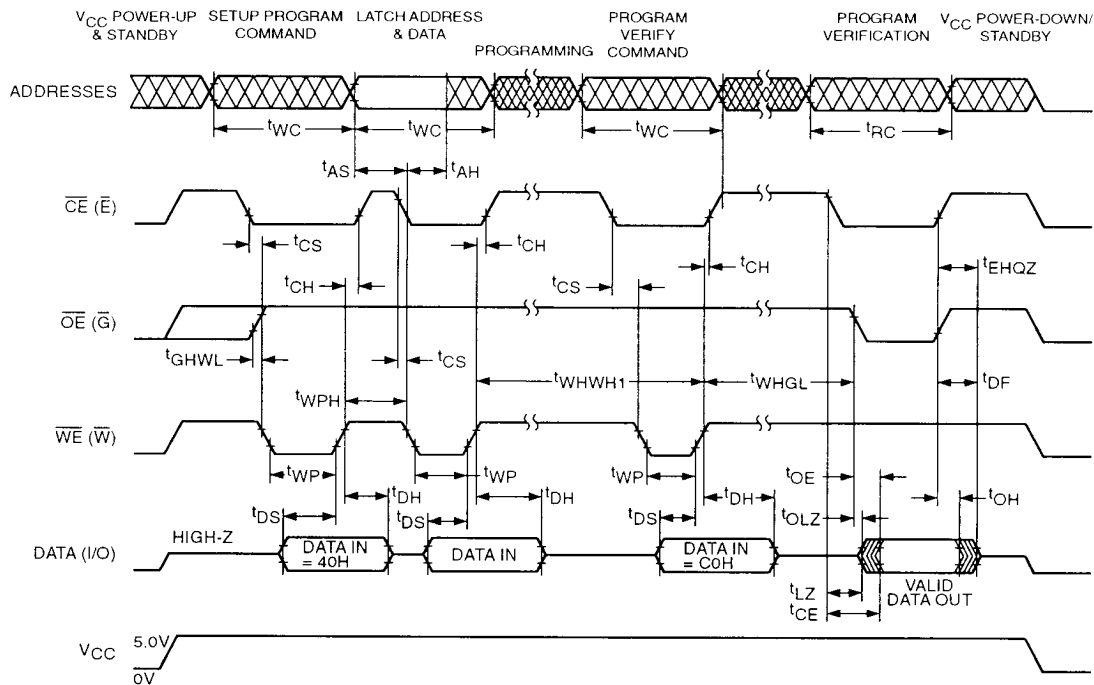 VCC POWER-UP & STANDBY
SETUP PROGRAM COMMAND
LATCH ADDRESS & DATA
PROGRAMMING
PROGRAM VERIFY COMMAND
PROGRAM VERIFICATION
VCC POWER-DOWN/ STANDBY
ADDRESSES
tWC
tWC
tWC
tRC
tAS
tAH
CE (E)
tCS
tCH
tCH
tCS
tCH
tEHQZ
OE (G)
tGHWL
tCS
tWPH
tWHWH1
tWHGL
tDF
WE (W)
tWP
tWP
tWP
tOE
tDH
tDH
tDH
tOH
tDS
tDS
tDS
tOLZ
HIGH-Z
DATA (I/O)
DATA IN = 40H
DATA IN
DATA IN = C0H
VALID DATA OUT
tLZ
tCE
5.0V
VCC
0V